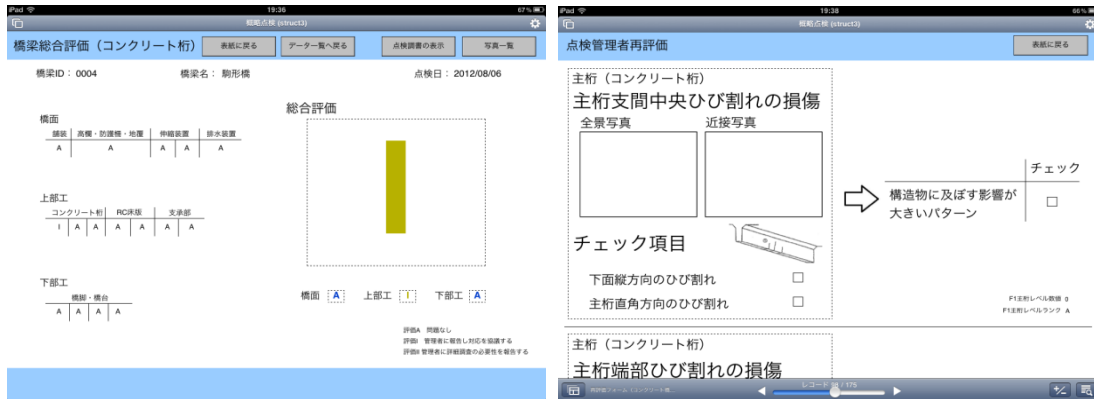 iPad 19:36 67%
概略点検 (struct3)
橋梁総合評価（コンクリート桁） 表紙に戻る データ一覧へ戻る 点検調書の表示 写真一覧
橋梁ID： 0004 橋梁名： 駒形橋 点検日： 2012/08/06
橋面
舗装 高欄・防護柵・地覆 伸縮装置 排水装置
A A A A A
上部工
コンクリート桁 RC床版 支承部
I A A A A A A
下部工
橋脚・橋台
A A A A
総合評価
I
橋面 A 上部工 I 下部工 A
評価A 問題なし
評価I 管理者に報告し対応を協議する
評価II 管理者に詳細調査の必要性を報告する
iPad 19:38 66%
概略点検 (struct3)
点検管理者再評価 表紙に戻る
主桁（コンクリート桁）
主桁支間中央ひび割れの損傷
全景写真 近接写真
チェック項目
下面縦方向のひび割れ
主桁直角方向のひび割れ
チェック
構造物に及ぼす影響が
大きいパターン
F1主桁レベル数値 0
F1主桁レベルランク A
主桁（コンクリート桁）
主桁端部ひび割れの損傷